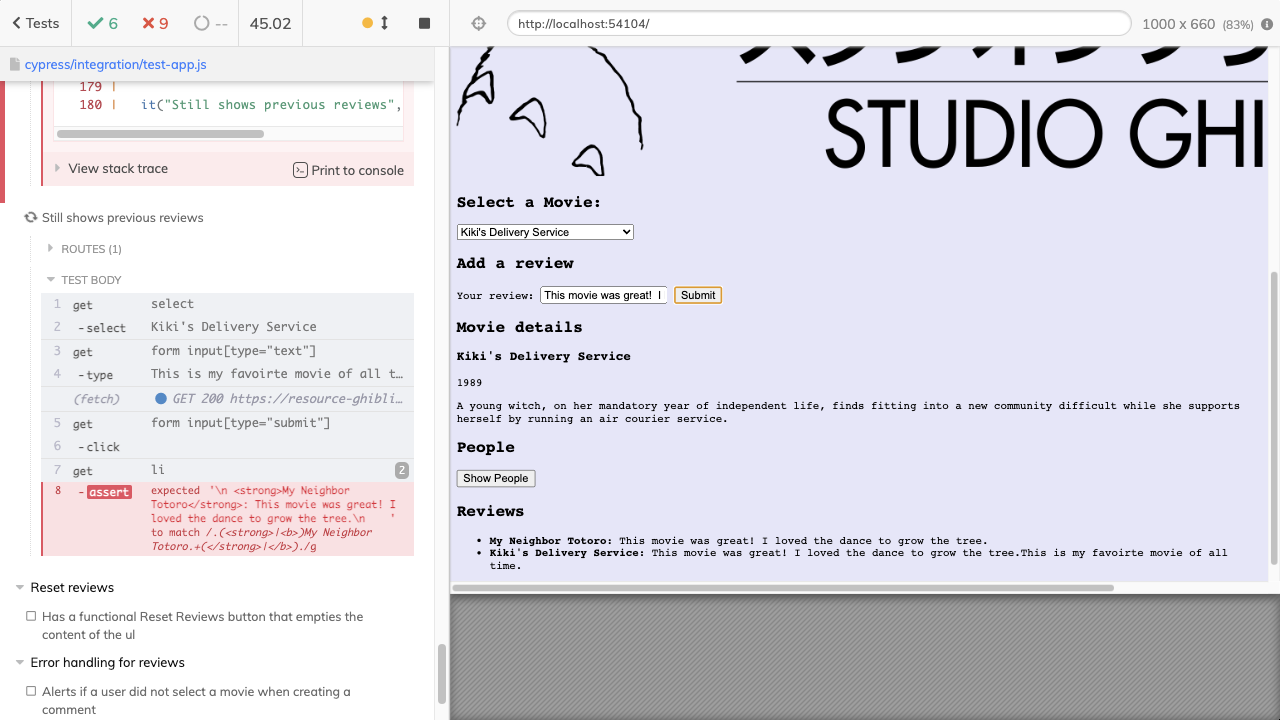 Tests
6
9
--
45.02
http://localhost:54104/
1000 x 660 (83%)
cypress/integration/test-app.js
179 |
180 | it("Still shows previous reviews",
View stack trace
Print to console
Still shows previous reviews
ROUTES (1)
TEST BODY
1 get select
2 -select Kiki's Delivery Service
3 get form input[type="text"]
4 -type This is my favoirte movie of all t…
(fetch) GET 200 https://resource-ghibli…
5 get form input[type="submit"]
6 -click
7 get li 2
8 -assert expected '\n <strong>My Neighbor
Totoro</strong>: This movie was great! I
loved the dance to grow the tree.\n '
to match /.(<strong>|<b>)My Neighbor
Totoro.+(</strong>|</b>)./g
Reset reviews
Has a functional Reset Reviews button that empties the
content of the ul
Error handling for reviews
Alerts if a user did not select a movie when creating a
comment
STUDIO GHI
Select a Movie:
Kiki's Delivery Service
Add a review
Your review: This movie was great! I Submit
Movie details
Kiki's Delivery Service
1989
A young witch, on her mandatory year of independent life, finds fitting into a new community difficult while she supports
herself by running an air courier service.
People
Show People
Reviews
• My Neighbor Totoro: This movie was great! I loved the dance to grow the tree.
• Kiki's Delivery Service: This movie was great! I loved the dance to grow the tree.This is my favoirte movie of all
time.